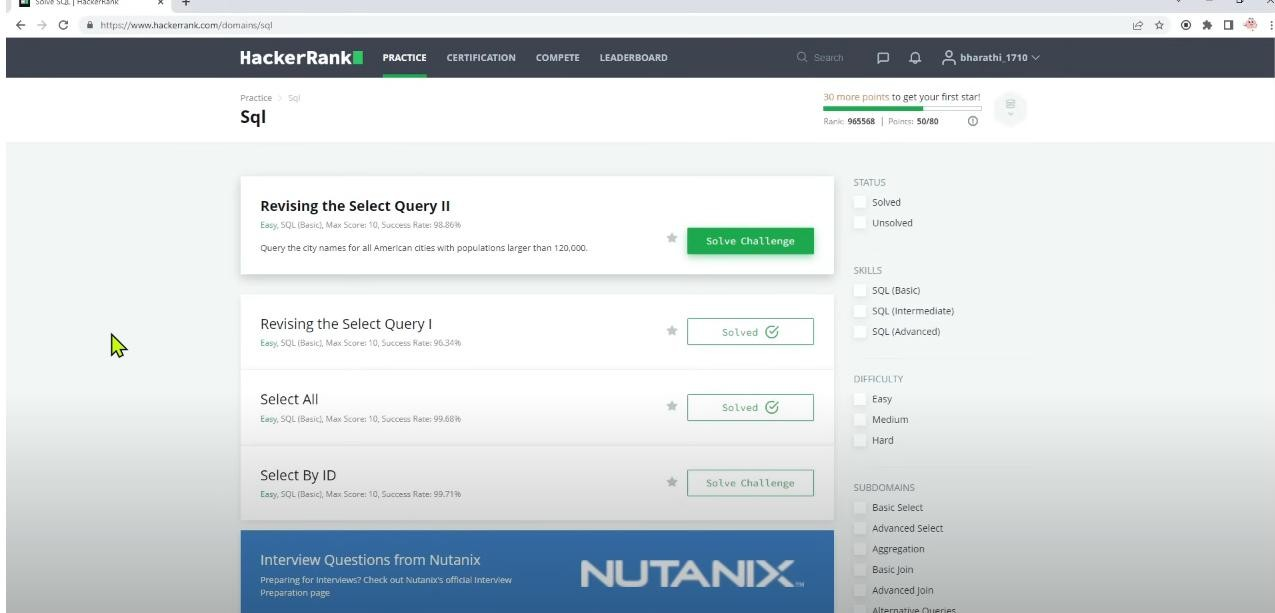 Solve SQL | HackerRank
https://www.hackerrank.com/domains/sql
HackerRank PRACTICE CERTIFICATION COMPETE LEADERBOARD Search bharathi_1710
Practice > Sql
Sql
30 more points to get your first star!
Rank: 965568 | Points: 50/80
Revising the Select Query II
Easy, SQL (Basic), Max Score: 10, Success Rate: 98.86%
Query the city names for all American cities with populations larger than 120,000.
Solve Challenge
Revising the Select Query I
Easy, SQL (Basic), Max Score: 10, Success Rate: 96.34%
Solved
Select All
Easy, SQL (Basic), Max Score: 10, Success Rate: 99.68%
Solved
Select By ID
Easy, SQL (Basic), Max Score: 10, Success Rate: 99.71%
Solve Challenge
Interview Questions from Nutanix
Preparing for Interviews? Check out Nutanix's official Interview
Preparation page
NUTANIX
STATUS
Solved
Unsolved
SKILLS
SQL (Basic)
SQL (Intermediate)
SQL (Advanced)
DIFFICULTY
Easy
Medium
Hard
SUBDOMAINS
Basic Select
Advanced Select
Aggregation
Basic Join
Advanced Join
Alternative Queries